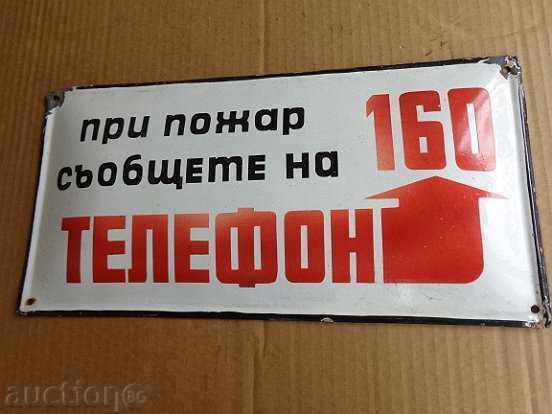 при пожар
съобщете на
160
ТЕЛЕФОН
auction.bg